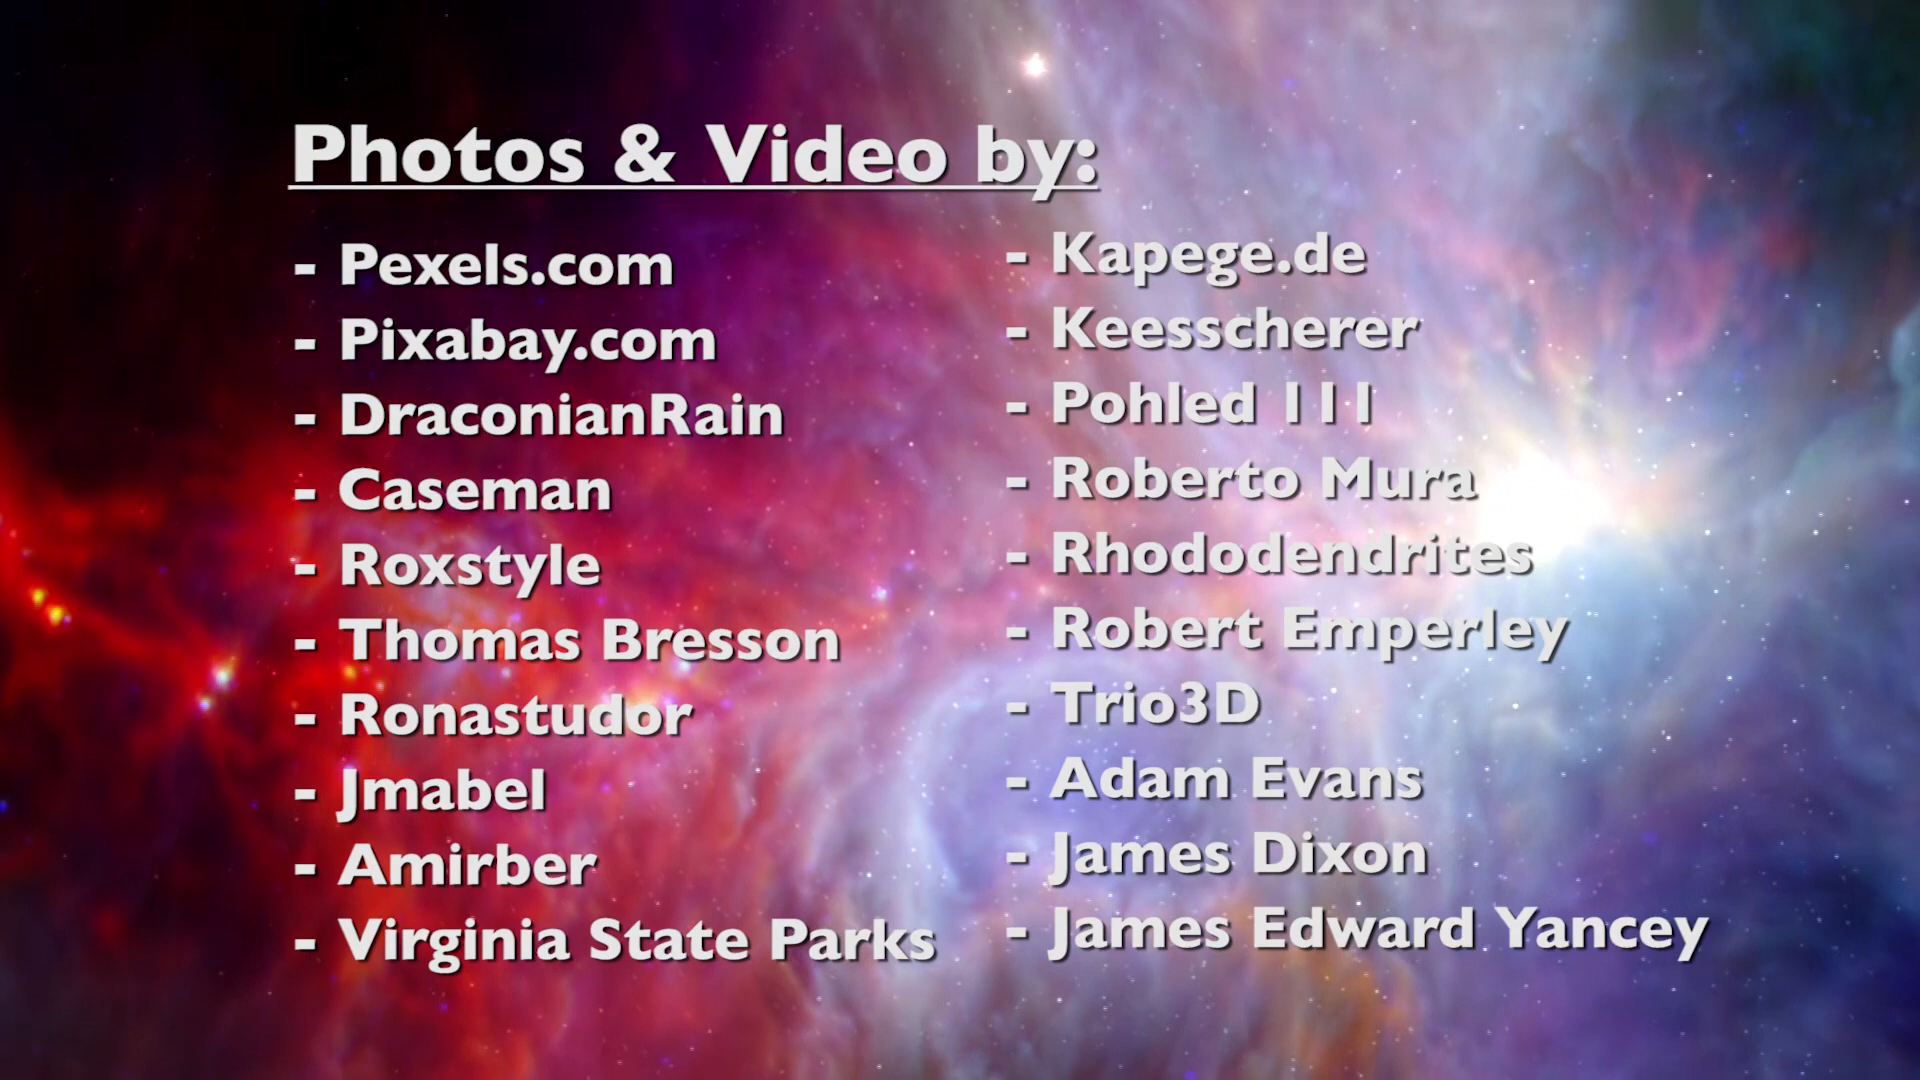 Photos & Video by:
- Pexels.com
- Pixabay.com
- DraconianRain
- Caseman
- Roxstyle
- Thomas Bresson
- Ronastudor
- Jmabel
- Amirber
- Virginia State Parks
- Kapege.de
- Keesscherer
- Pohled 111
- Roberto Mura
- Rhododendrites
- Robert Emperley
- Trio3D
- Adam Evans
- James Dixon
- James Edward Yancey